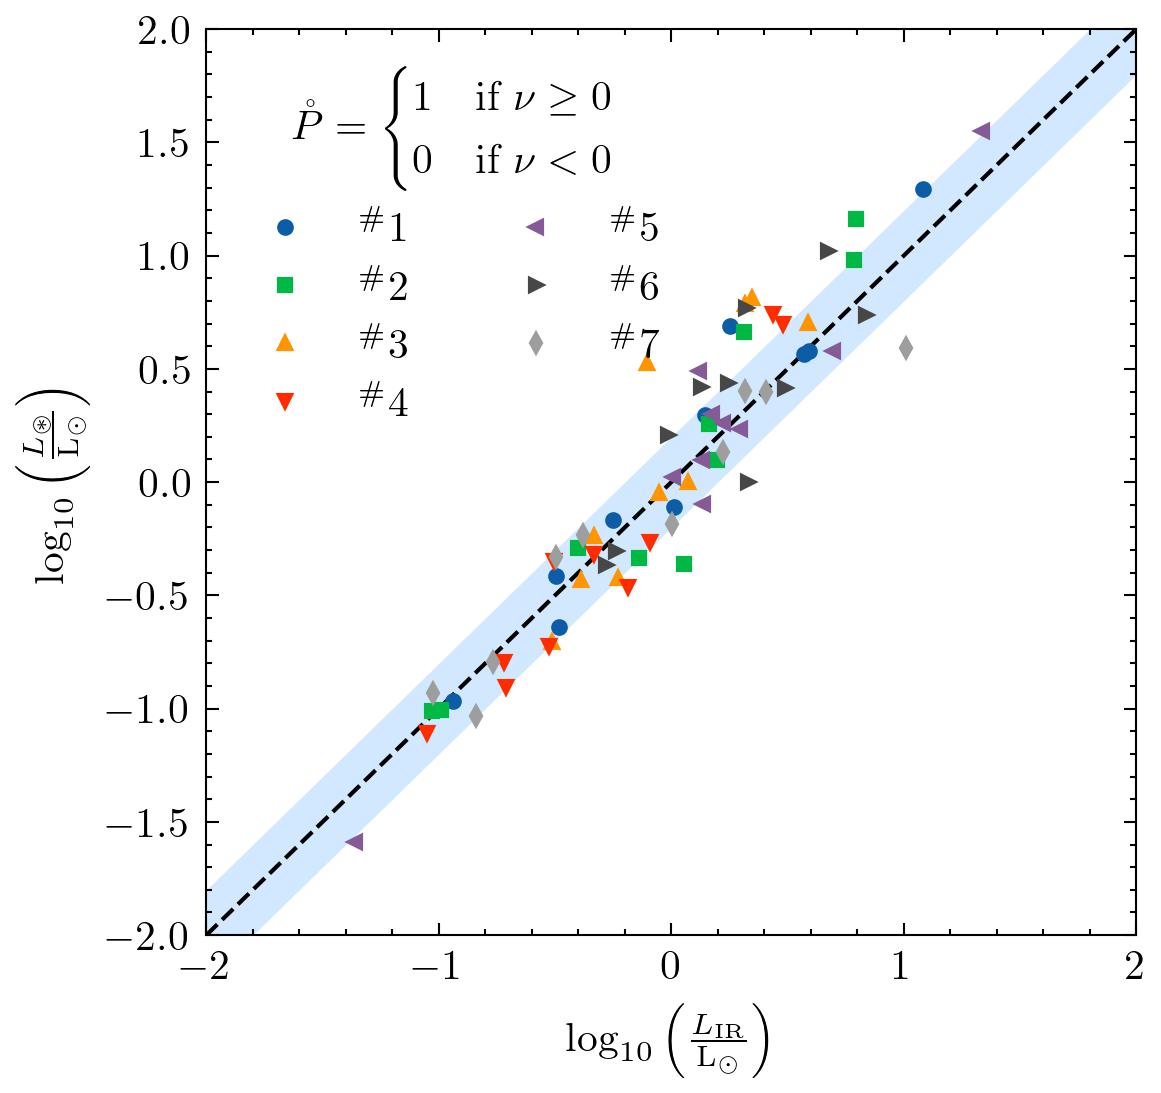 2.0
1.5
1.0
0.5
0.0
−0.5
−1.0
−1.5
−2.0
log₁₀ (L⊛/L⊙)
P̊ = { 1 if ν ≥ 0
0 if ν < 0
#1 #5
#2 #6
#3 #7
#4
−2 −1 0 1 2
log₁₀ (L_IR/L⊙)